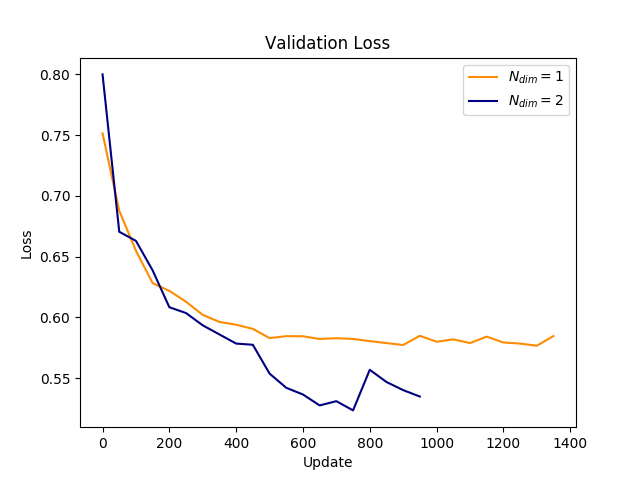 Validation Loss
N_dim = 1
N_dim = 2
0.80
0.75
0.70
0.65
0.60
0.55
Loss
0 200 400 600 800 1000 1200 1400
Update